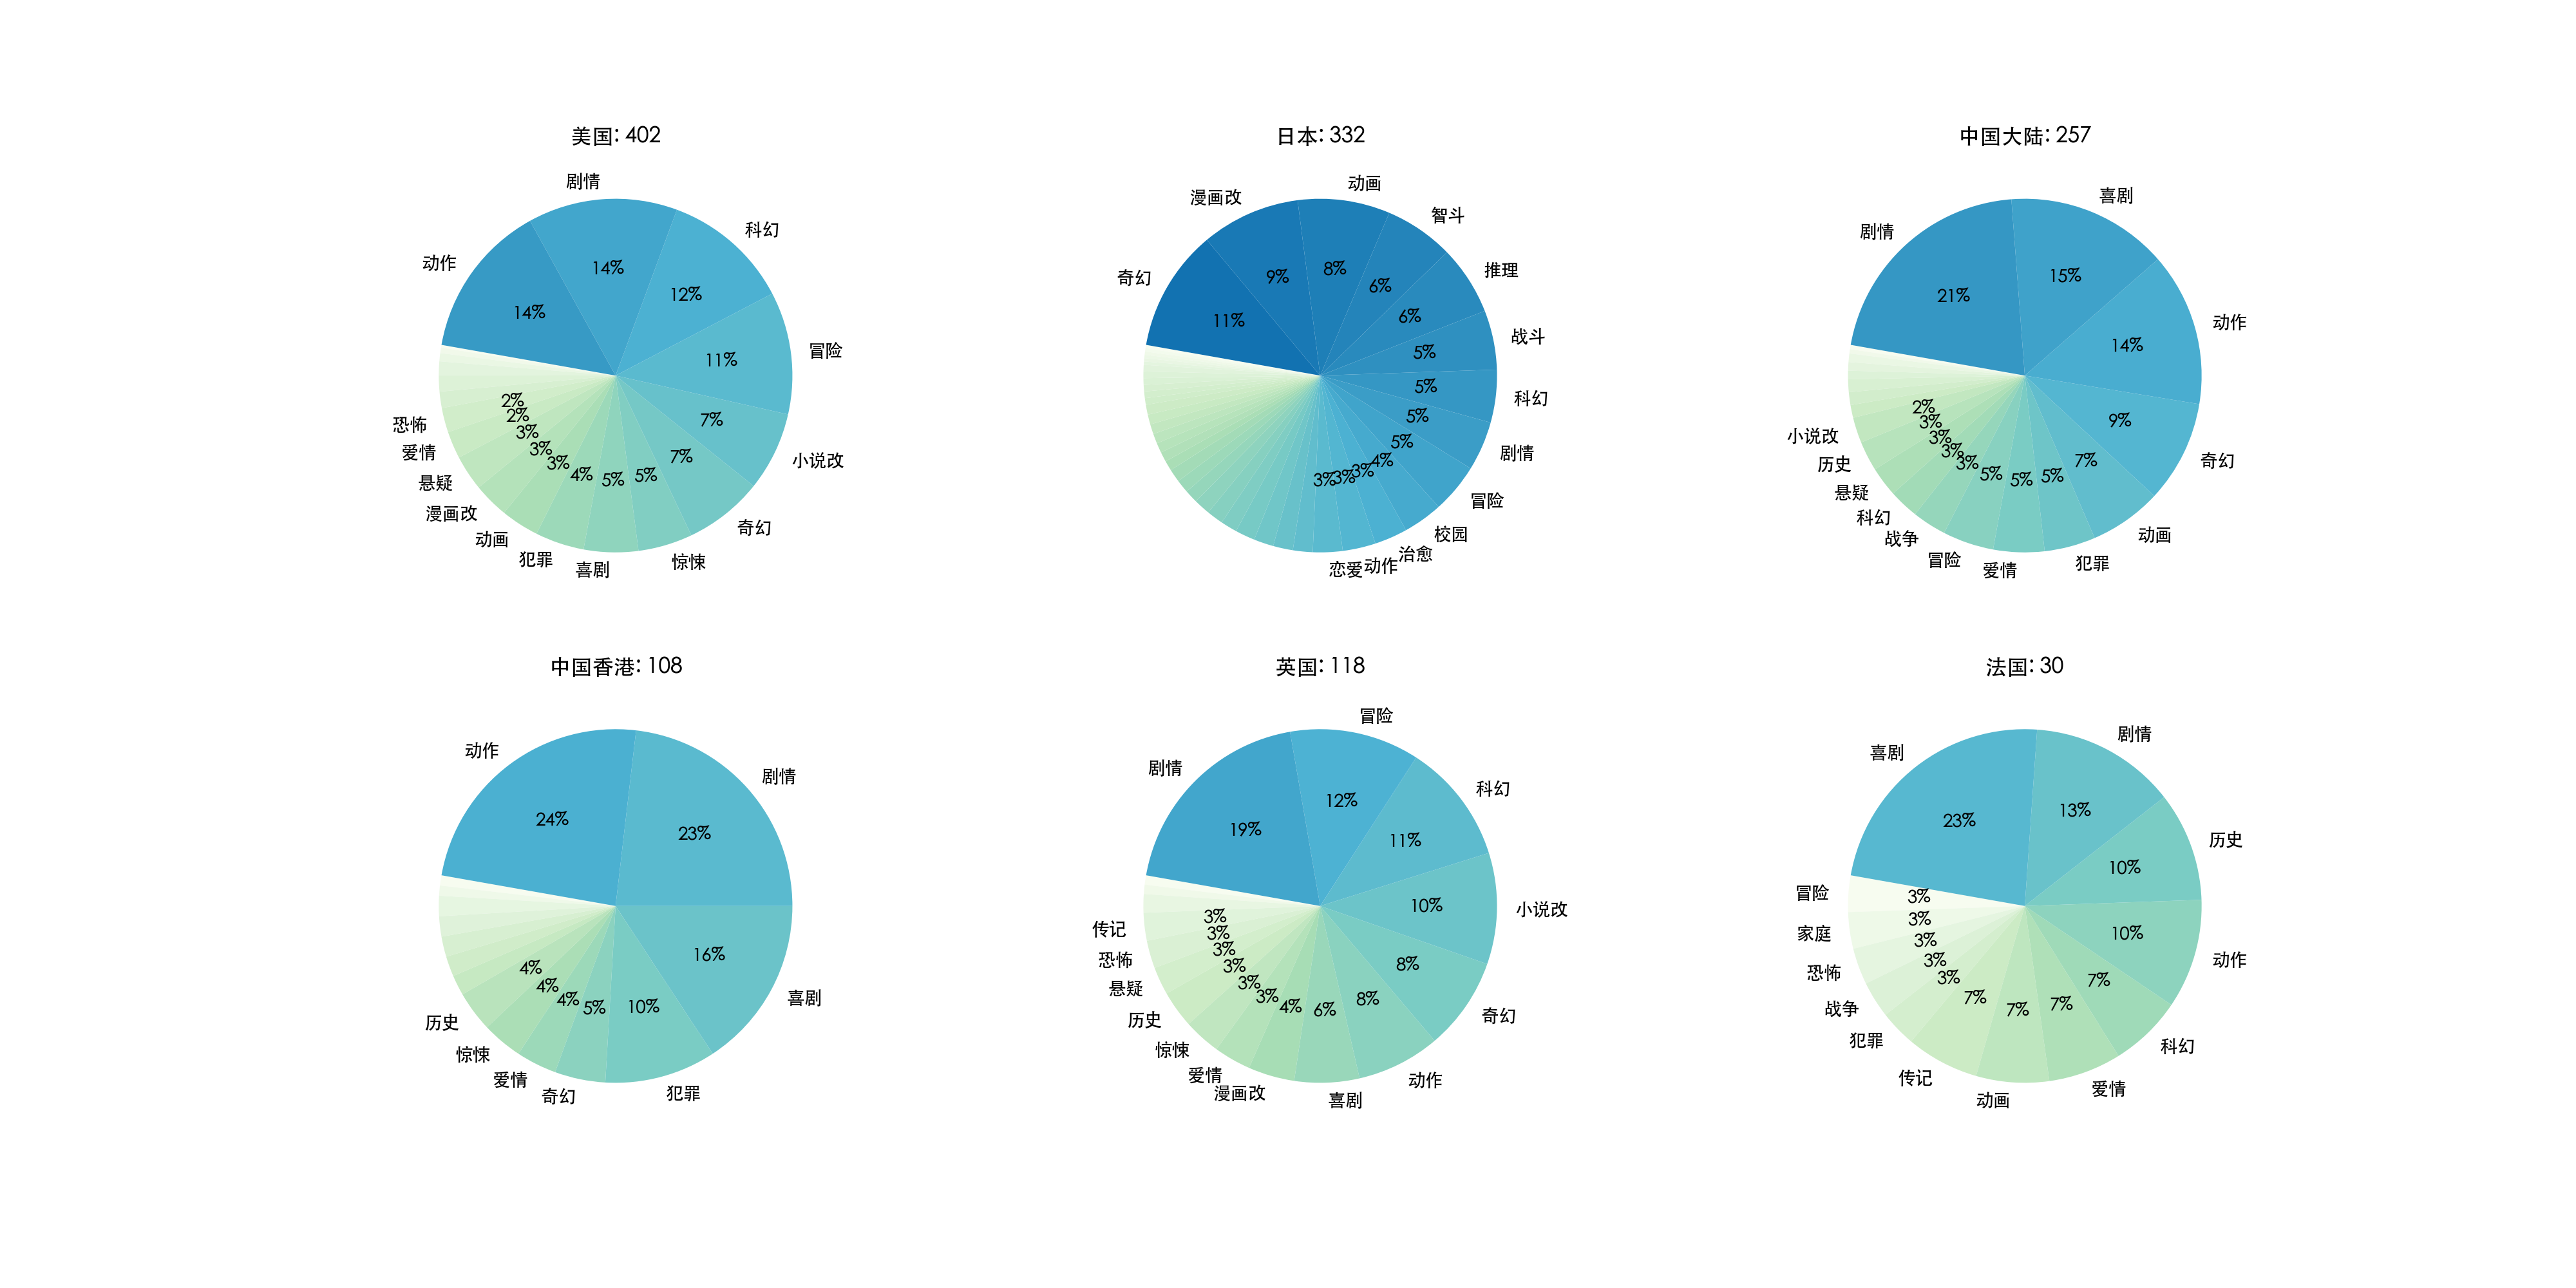 美国: 402
剧情
科幻
动作
14%
12%
14%
冒险
11%
2%
2%
7%
恐怖
3%
爱情
3%
7%
小说改
3%
4%
5%
5%
悬疑
漫画改
奇幻
动画
犯罪
惊悚
喜剧
日本: 332
动画
漫画改
智斗
8%
推理
9%
奇幻
6%
11%
6%
战斗
5%
5%
科幻
5%
5%
剧情
4%
3%
3%
3%
冒险
校园
治愈
动作
恋爱
中国大陆: 257
喜剧
剧情
15%
21%
动作
14%
2%
3%
9%
小说改
3%
3%
历史
3%
7%
奇幻
5%
5%
5%
悬疑
科幻
战争
动画
冒险
犯罪
爱情
中国香港: 108
动作
剧情
24%
23%
16%
4%
4%
喜剧
4%
5%
10%
历史
惊悚
爱情
犯罪
奇幻
英国: 118
冒险
剧情
科幻
12%
19%
11%
10%
小说改
3%
传记
3%
3%
恐怖
3%
8%
悬疑
3%
3%
8%
4%
6%
历史
奇幻
惊悚
爱情
动作
漫画改
喜剧
法国: 30
剧情
喜剧
13%
23%
历史
10%
冒险
3%
3%
家庭
3%
10%
3%
动作
恐怖
3%
7%
7%
7%
7%
战争
犯罪
科幻
传记
爱情
动画